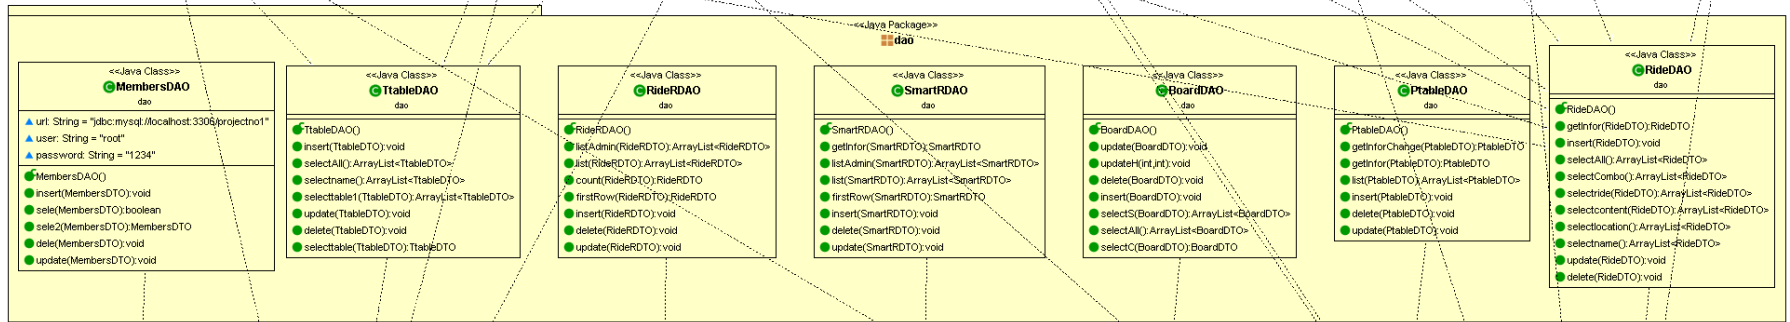 <<Java Package>>
dao
<<Java Class>>
MembersDAO
dao
url: String = "jdbc:mysql://localhost:3306/projectno1"
user: String = "root"
password: String = "1234"
MembersDAO()
insert(MembersDTO):void
sele(MembersDTO):boolean
sele2(MembersDTO):MembersDTO
dele(MembersDTO):void
update(MembersDTO):void
<<Java Class>>
TtableDAO
dao
TtableDAO()
insert(TtableDTO):void
selectAll():ArrayList<TtableDTO>
selectname():ArrayList<TtableDTO>
selecttable1(TtableDTO):ArrayList<TtableDTO>
update(TtableDTO):void
delete(TtableDTO):void
selecttable(TtableDTO):TtableDTO
<<Java Class>>
RideRDAO
dao
RideRDAO()
listAdmin(RideRDTO):ArrayList<RideRDTO>
list(RideRDTO):ArrayList<RideRDTO>
count(RideRDTO):RideRDTO
firstRow(RideRDTO):RideRDTO
insert(RideRDTO):void
delete(RideRDTO):void
update(RideRDTO):void
<<Java Class>>
SmartRDAO
dao
SmartRDAO()
getInfor(SmartRDTO):SmartRDTO
listAdmin(SmartRDTO):ArrayList<SmartRDTO>
list(SmartRDTO):ArrayList<SmartRDTO>
firstRow(SmartRDTO):SmartRDTO
insert(SmartRDTO):void
delete(SmartRDTO):void
update(SmartRDTO):void
<<Java Class>>
BoardDAO
dao
BoardDAO()
update(BoardDTO):void
updateH(int,int):void
delete(BoardDTO):void
insert(BoardDTO):void
selectS(BoardDTO):ArrayList<BoardDTO>
selectAll():ArrayList<BoardDTO>
selectC(BoardDTO):BoardDTO
<<Java Class>>
PtableDAO
dao
PtableDAO()
getInforChange(PtableDTO):PtableDTO
getInfor(PtableDTO):PtableDTO
list(PtableDTO):ArrayList<PtableDTO>
insert(PtableDTO):void
delete(PtableDTO):void
update(PtableDTO):void
<<Java Class>>
RideDAO
dao
RideDAO()
getInfor(RideDTO):RideDTO
insert(RideDTO):void
selectAll():ArrayList<RideDTO>
selectCombo():ArrayList<RideDTO>
selectride(RideDTO):ArrayList<RideDTO>
selectcontent(RideDTO):ArrayList<RideDTO>
selectlocation():ArrayList<RideDTO>
selectname():ArrayList<RideDTO>
update(RideDTO):void
delete(RideDTO):void